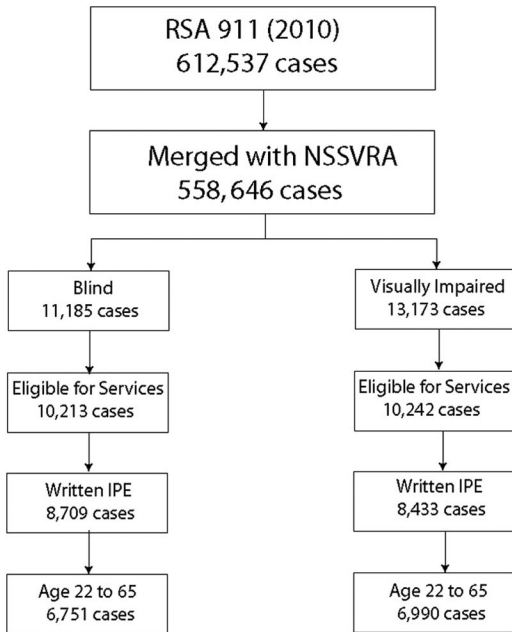 RSA 911 (2010)
612,537 cases
Merged with NSSVRA
558,646 cases
Blind
11,185 cases
Visually Impaired
13,173 cases
Eligible for Services
10,213 cases
Eligible for Services
10,242 cases
Written IPE
8,709 cases
Written IPE
8,433 cases
Age 22 to 65
6,751 cases
Age 22 to 65
6,990 cases